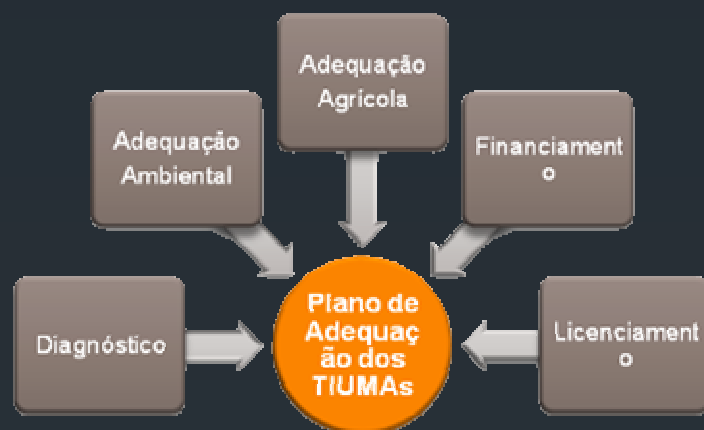 Adequação
Agrícola
Adequação
Ambiental
Financiament
o
Diagnóstico
Plano de
Adequaç
ão dos
TIUMAs
Licenciament
o